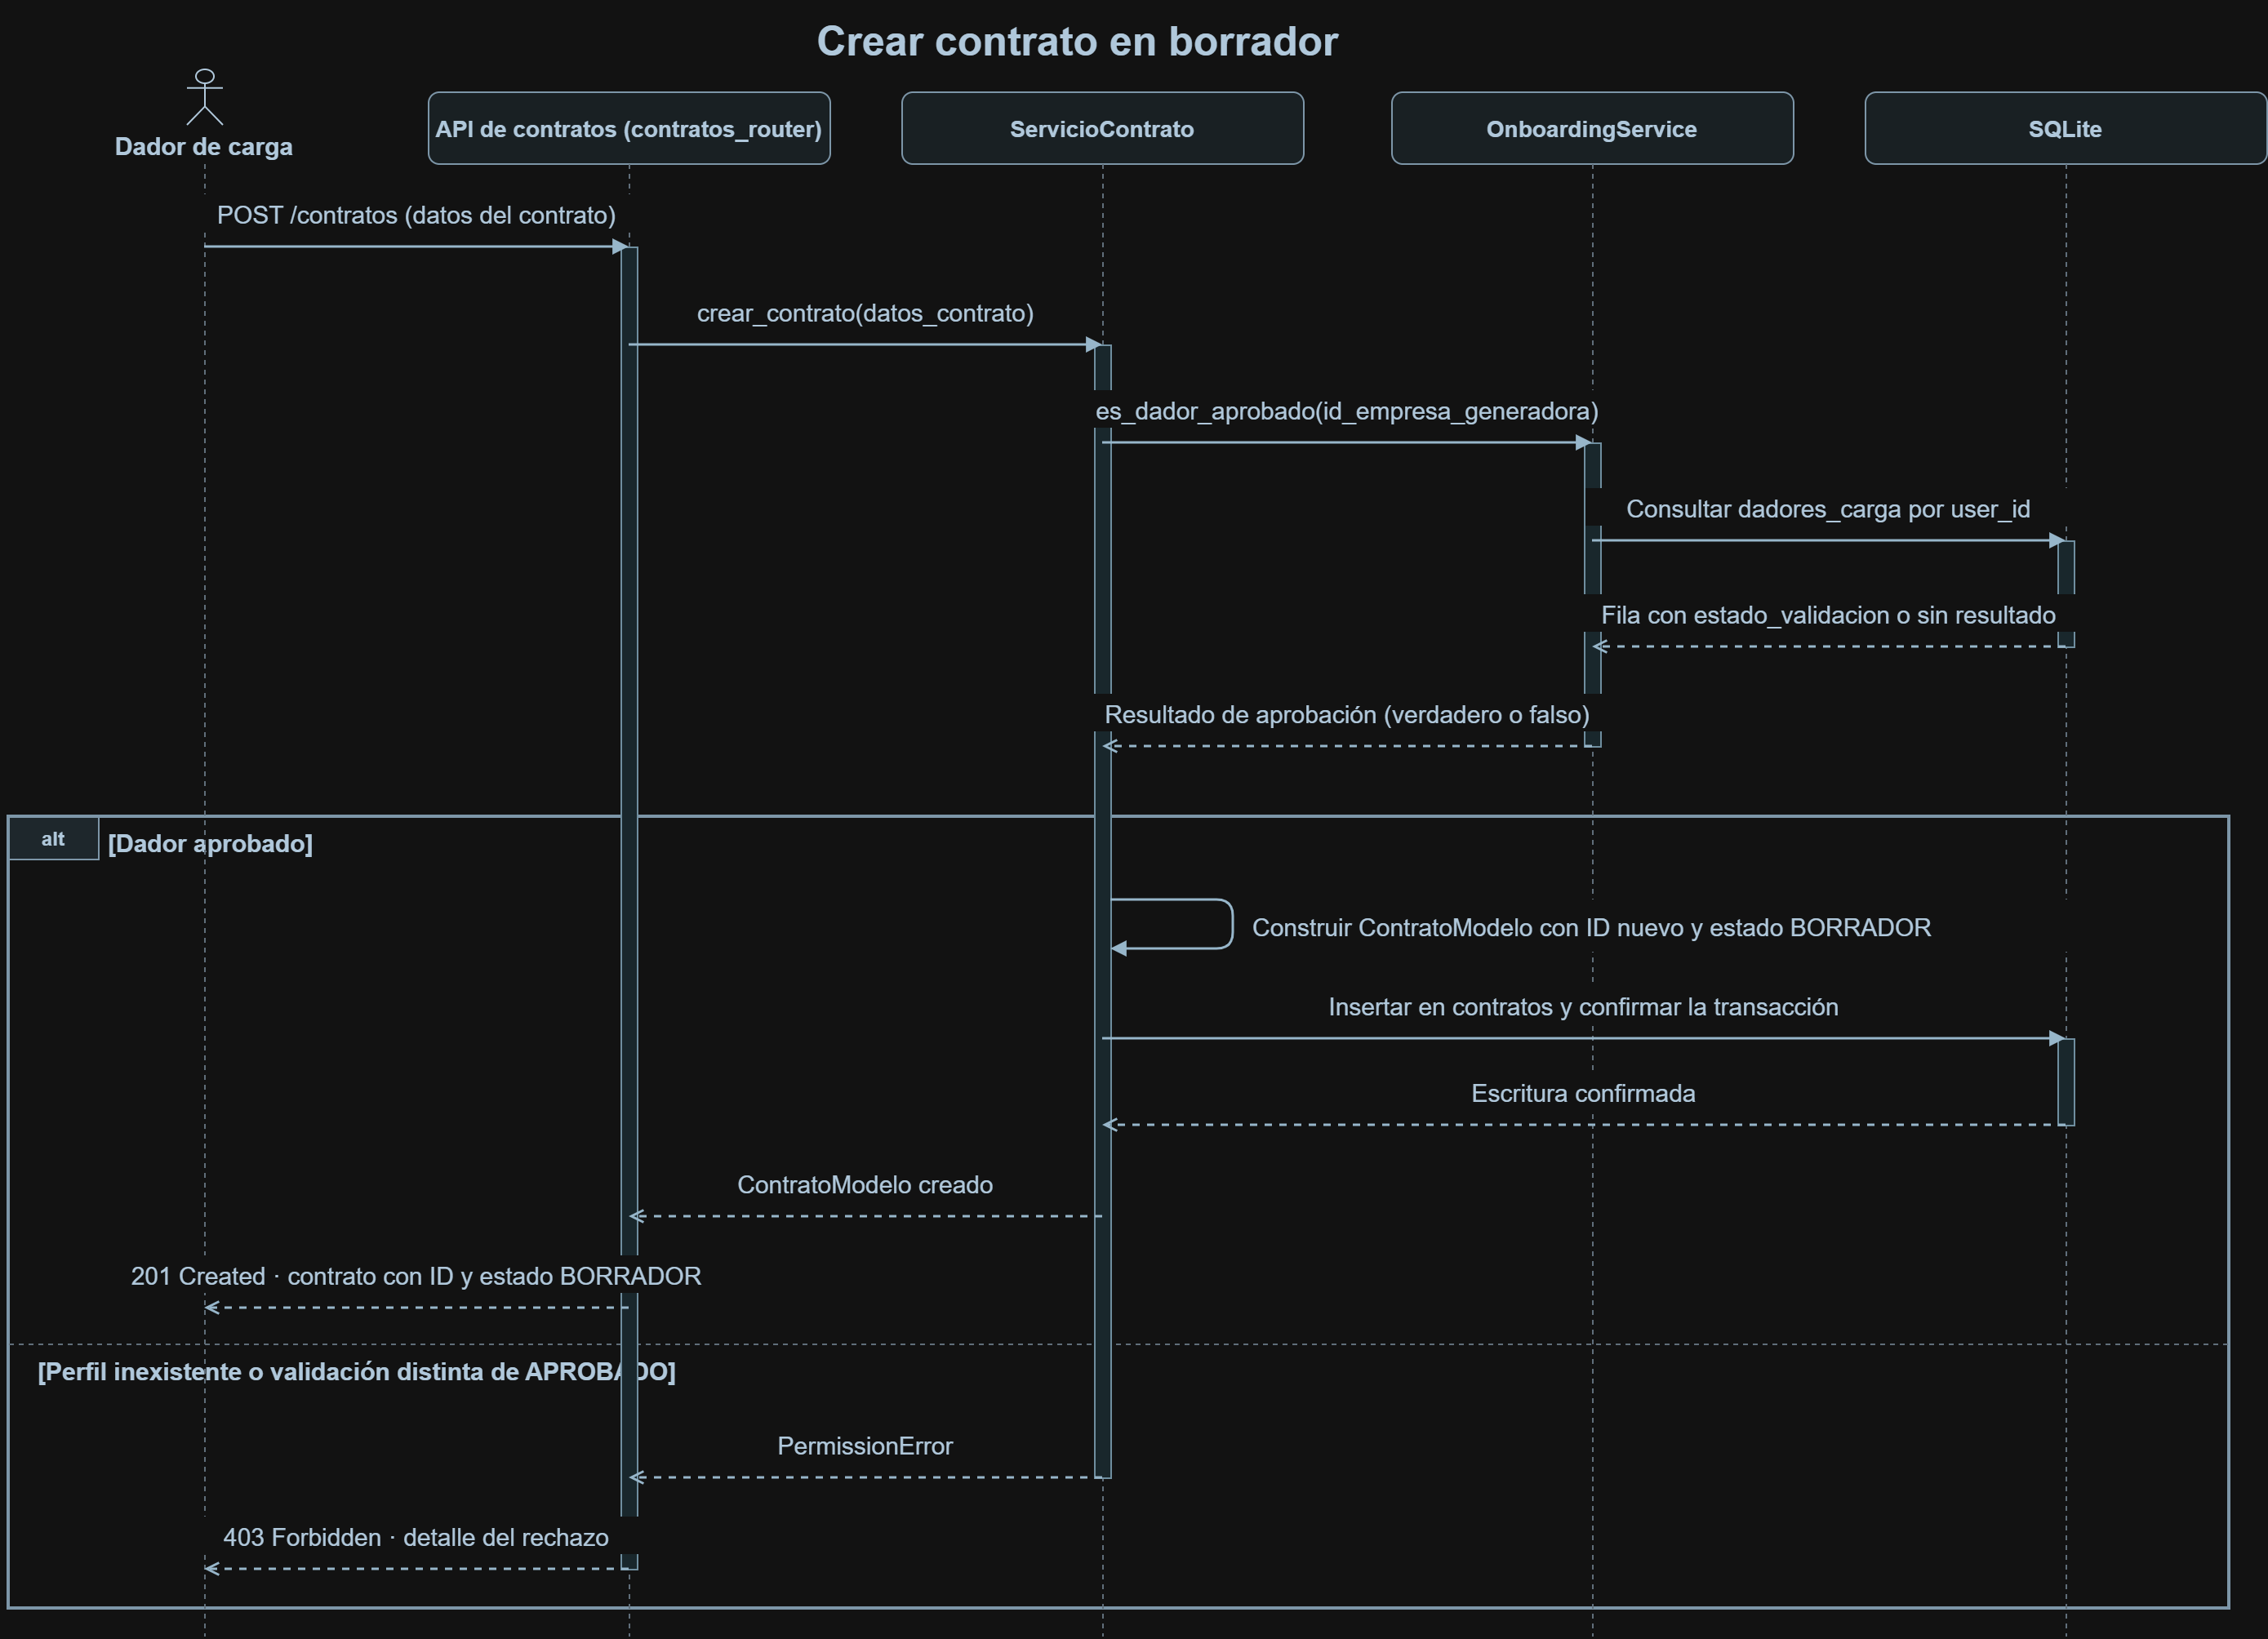 Crear contrato en borrador
Dador de carga
API de contratos (contratos_router)
ServicioContrato
OnboardingService
SQLite
POST /contratos (datos del contrato)
crear_contrato(datos_contrato)
es_dador_aprobado(id_empresa_generadora)
Consultar dadores_carga por user_id
Fila con estado_validacion o sin resultado
Resultado de aprobación (verdadero o falso)
alt
[Dador aprobado]
Construir ContratoModelo con ID nuevo y estado BORRADOR
Insertar en contratos y confirmar la transacción
Escritura confirmada
ContratoModelo creado
201 Created · contrato con ID y estado BORRADOR
[Perfil inexistente o validación distinta de APROBADO]
PermissionError
403 Forbidden · detalle del rechazo